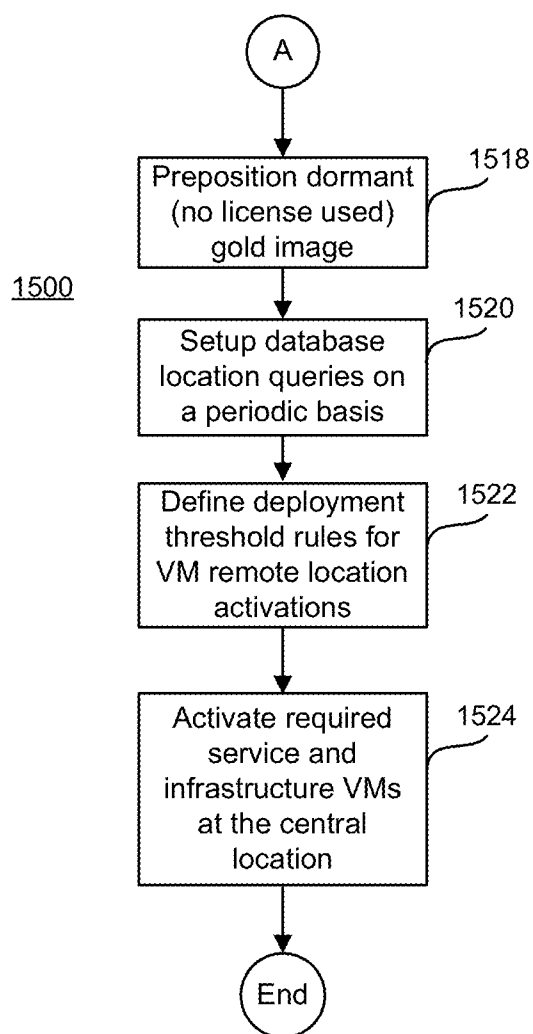 A
1518
Preposition dormant
(no license used)
gold image
1500
1520
Setup database
location queries on
a periodic basis
1522
Define deployment
threshold rules for
VM remote location
activations
1524
Activate required
service and
infrastructure VMs
at the central
location
End